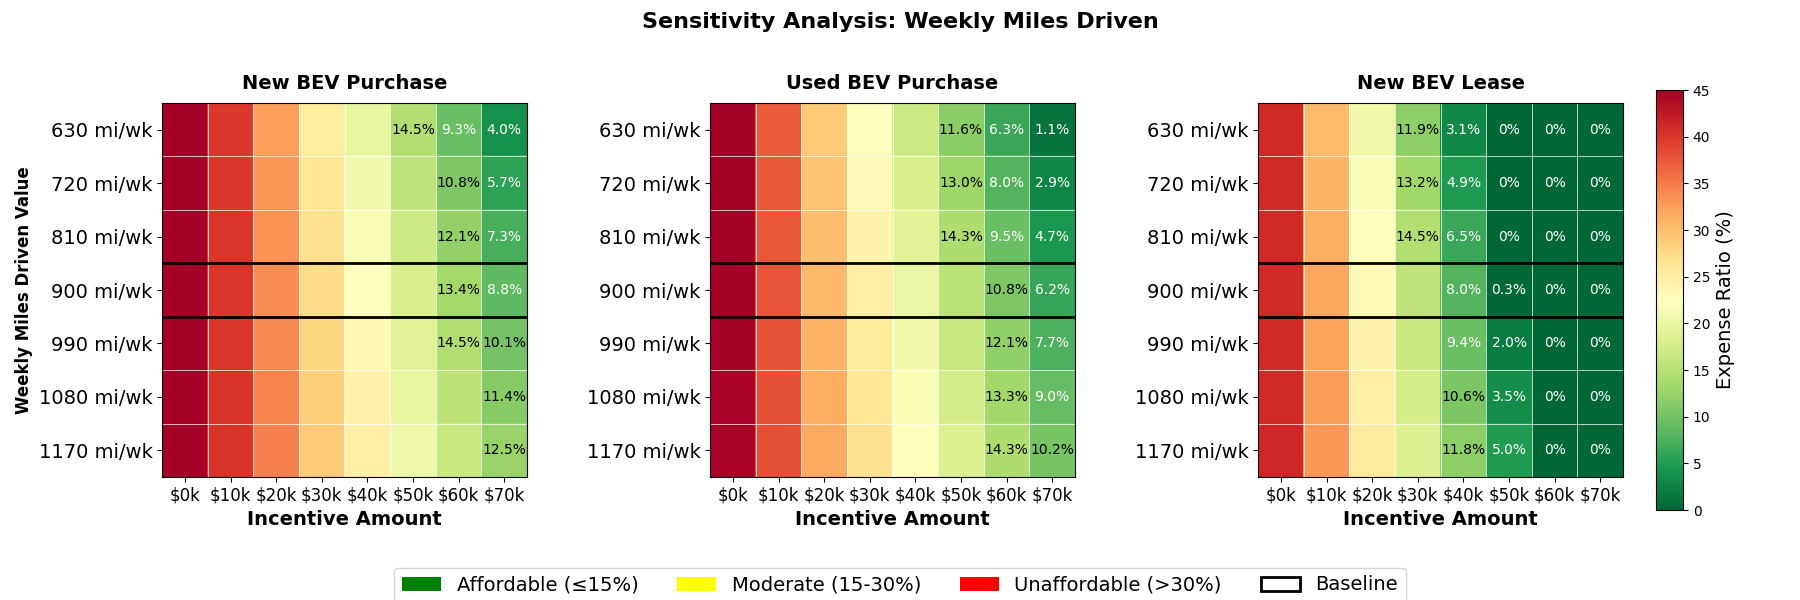 Sensitivity Analysis: Weekly Miles Driven
New BEV Purchase
Used BEV Purchase
New BEV Lease
Weekly Miles Driven Value
630 mi/wk 14.5% 9.3% 4.0%
720 mi/wk 10.8% 5.7%
810 mi/wk 12.1% 7.3%
900 mi/wk 13.4% 8.8%
990 mi/wk 14.5% 10.1%
1080 mi/wk 11.4%
1170 mi/wk 12.5%
$0k $10k $20k $30k $40k $50k $60k $70k
Incentive Amount
630 mi/wk 11.6% 6.3% 1.1%
720 mi/wk 13.0% 8.0% 2.9%
810 mi/wk 14.3% 9.5% 4.7%
900 mi/wk 10.8% 6.2%
990 mi/wk 12.1% 7.7%
1080 mi/wk 13.3% 9.0%
1170 mi/wk 14.3% 10.2%
$0k $10k $20k $30k $40k $50k $60k $70k
Incentive Amount
630 mi/wk 11.9% 3.1% 0% 0% 0%
720 mi/wk 13.2% 4.9% 0% 0% 0%
810 mi/wk 14.5% 6.5% 0% 0% 0%
900 mi/wk 8.0% 0.3% 0% 0%
990 mi/wk 9.4% 2.0% 0% 0%
1080 mi/wk 10.6% 3.5% 0% 0%
1170 mi/wk 11.8% 5.0% 0% 0%
$0k $10k $20k $30k $40k $50k $60k $70k
Incentive Amount
45
40
35
30
25
20
15
10
5
0
Expense Ratio (%)
Affordable (≤15%) Moderate (15-30%) Unaffordable (>30%) Baseline